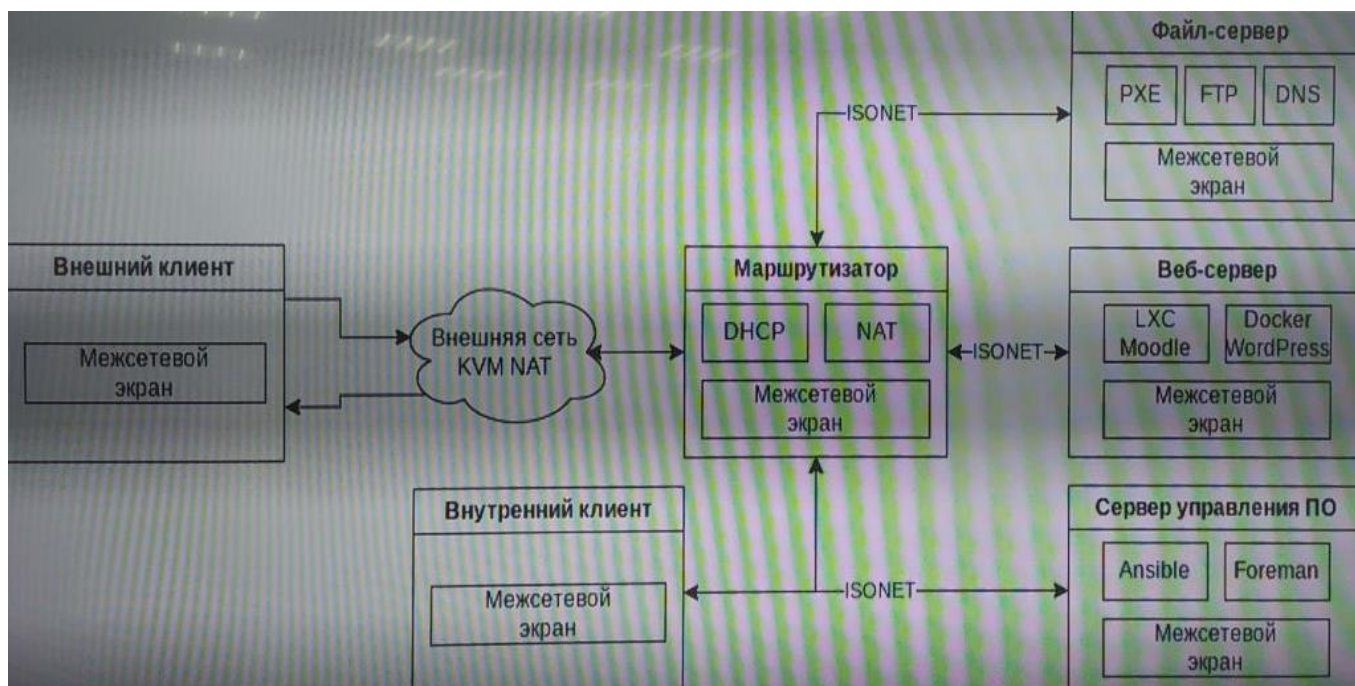 Файл-сервер
PXE
FTP
DNS
ISONET
Межсетевой
экран
Внешний клиент
Межсетевой
экран
Внешняя сеть
KVM NAT
Маршрутизатор
DHCP
NAT
Межсетевой
экран
ISONET
Веб-сервер
LXC
Moodle
Docker
WordPress
Межсетевой
экран
Внутренний клиент
Межсетевой
экран
ISONET
Сервер управления ПО
Ansible
Foreman
Межсетевой
экран